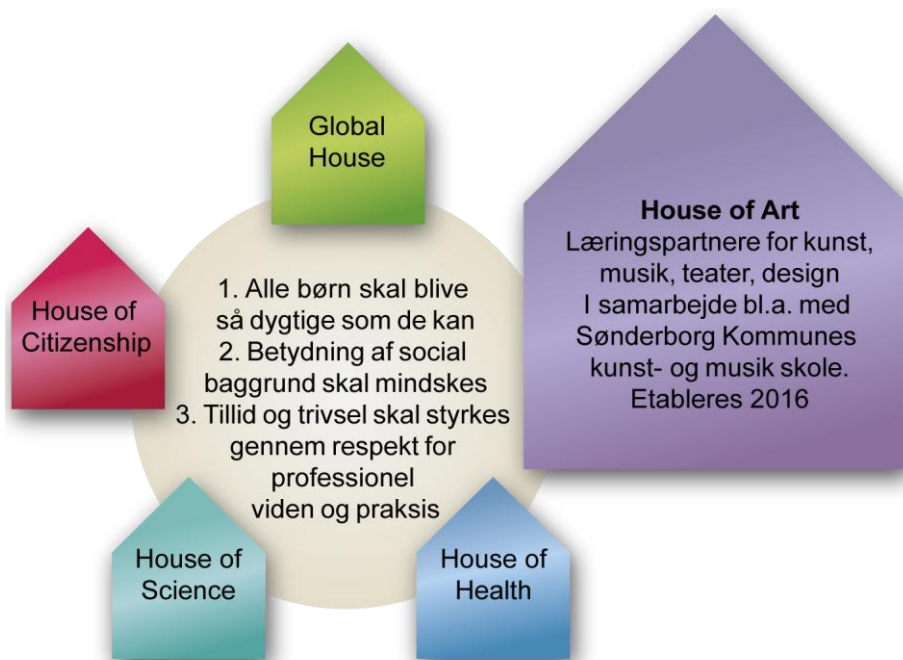 Global
House
House of Art
Læringspartnere for kunst,
musik, teater, design
I samarbejde bl.a. med
Sønderborg Kommunes
kunst- og musik skole.
Etableres 2016
House of
Citizenship
1. Alle børn skal blive
så dygtige som de kan
2. Betydning af social
baggrund skal mindskes
3. Tillid og trivsel skal styrkes
gennem respekt for
professionel
viden og praksis
House of
Science
House of
Health